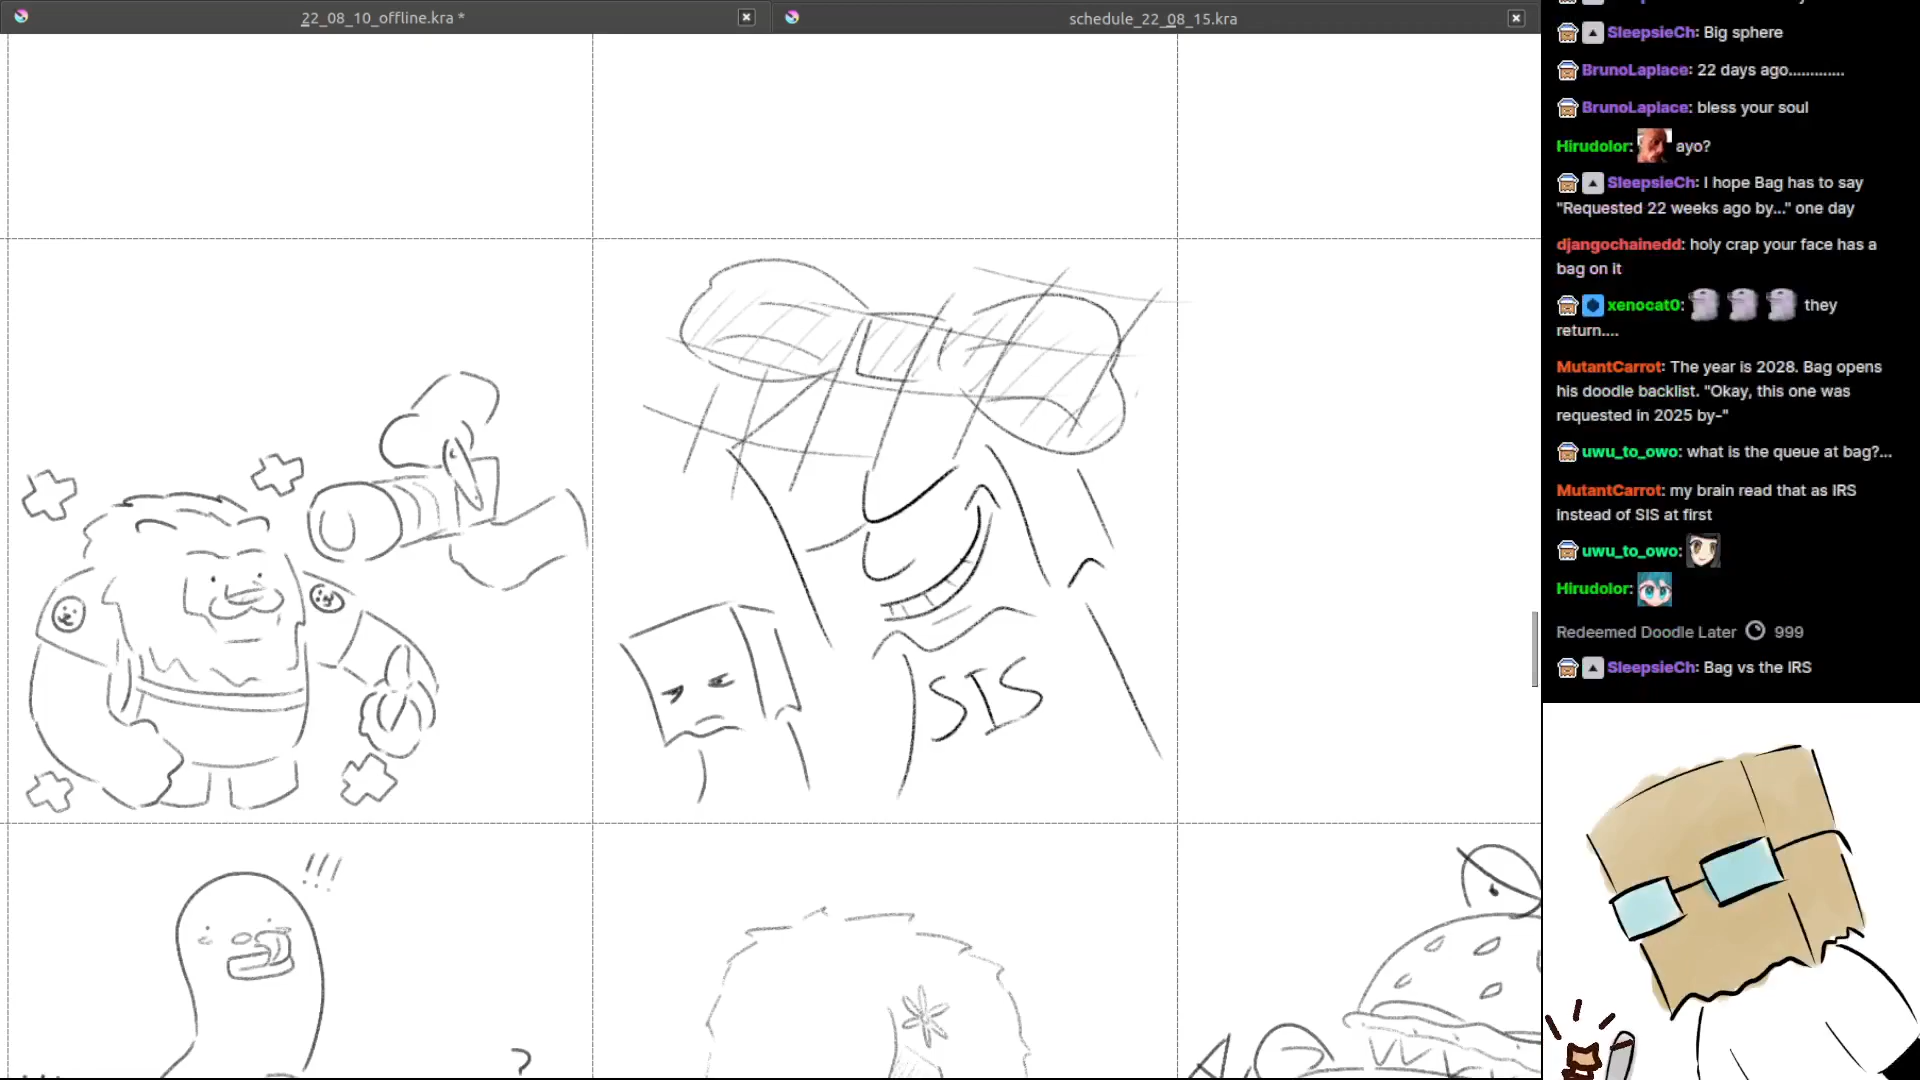 22_08_10_offline.kra *
schedule_22_08_15.kra
SleepsieCh: Big sphere
BrunoLaplace: 22 days ago.............
BrunoLaplace: bless your soul
Hirudolor: ayo?
SleepsieCh: I hope Bag has to say
"Requested 22 weeks ago by..." one day
djangochainedd: holy crap your face has a
bag on it
xenocat0: they
return....
MutantCarrot: The year is 2028. Bag opens
his doodle backlist. "Okay, this one was
requested in 2025 by-"
uwu_to_owo: what is the queue at bag?...
MutantCarrot: my brain read that as IRS
instead of SIS at first
uwu_to_owo:
Hirudolor:
Redeemed Doodle Later 999
SleepsieCh: Bag vs the IRS
SIS
!!!
?